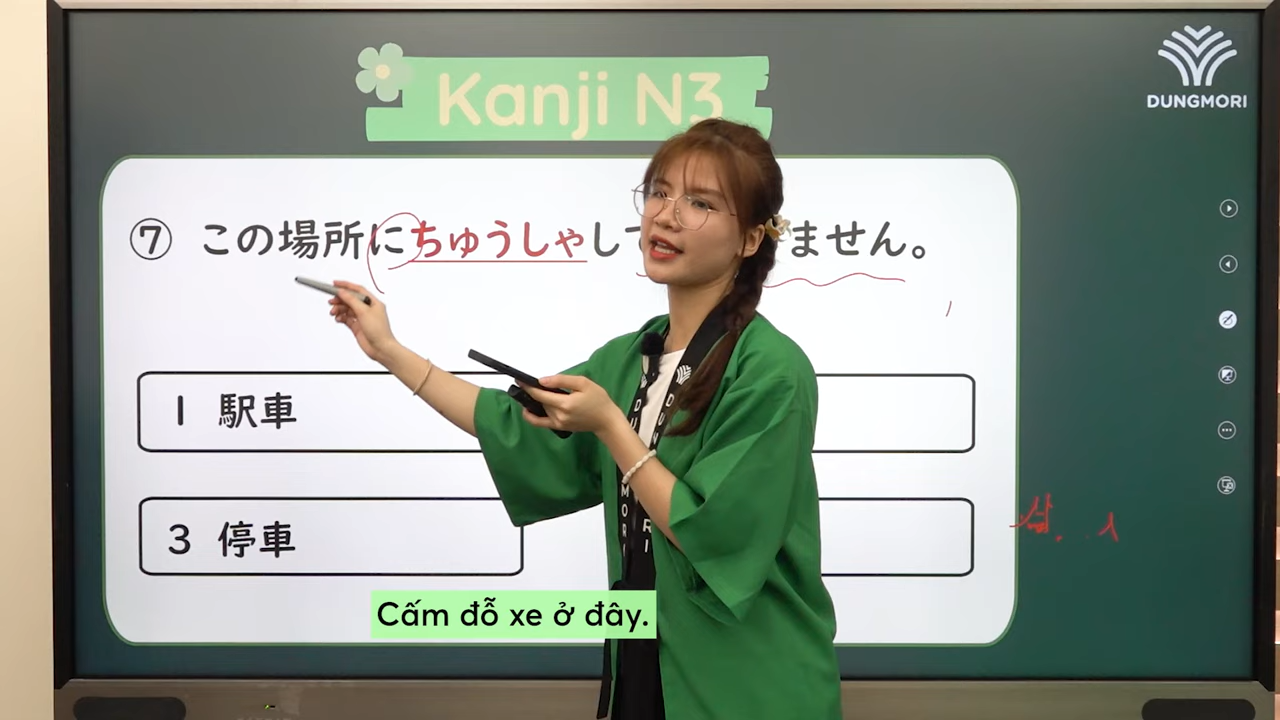 Kanji N3
DUNGMORI
⑦ この場所にちゅうしゃし ません。
1 駅車
3 停車
DUNGMORI
Cấm đỗ xe ở đây.